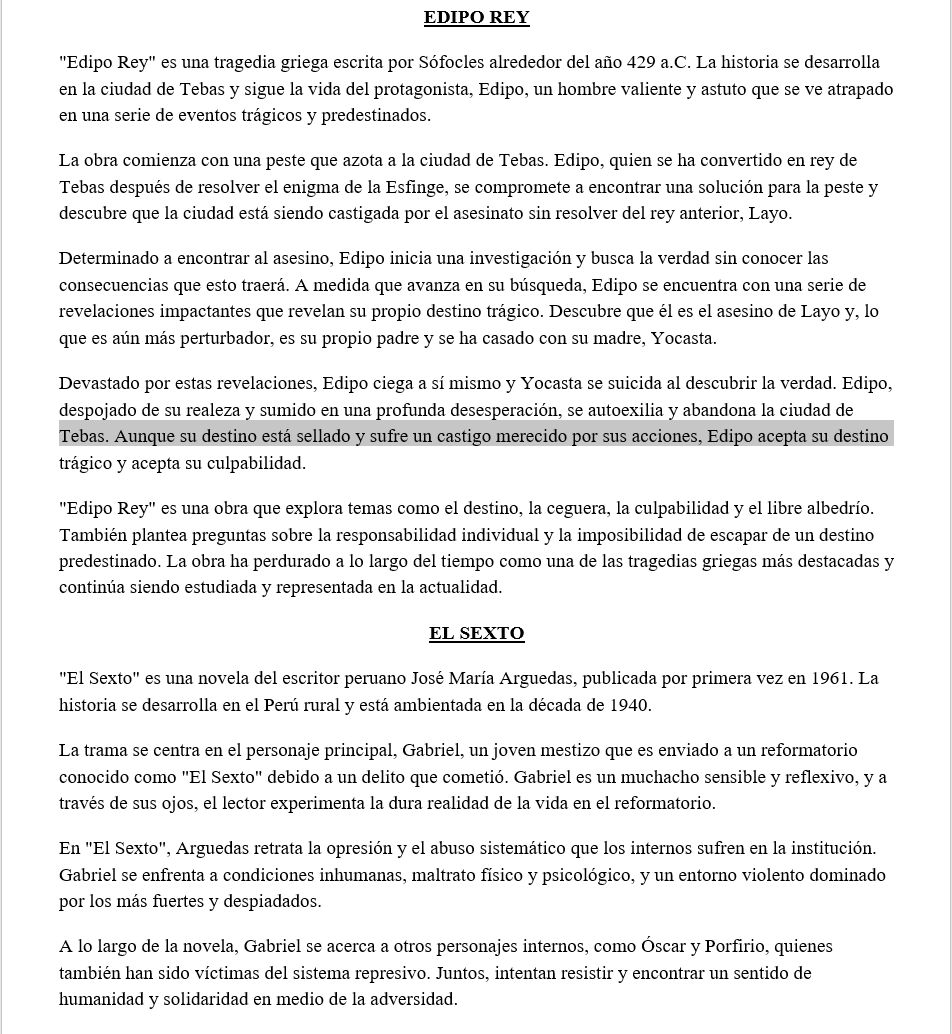 EDIPO REY
"Edipo Rey" es una tragedia griega escrita por Sófocles alrededor del año 429 a.C. La historia se desarrolla
en la ciudad de Tebas y sigue la vida del protagonista, Edipo, un hombre valiente y astuto que se ve atrapado
en una serie de eventos trágicos y predestinados.
La obra comienza con una peste que azota a la ciudad de Tebas. Edipo, quien se ha convertido en rey de
Tebas después de resolver el enigma de la Esfinge, se compromete a encontrar una solución para la peste y
descubre que la ciudad está siendo castigada por el asesinato sin resolver del rey anterior, Layo.
Determinado a encontrar al asesino, Edipo inicia una investigación y busca la verdad sin conocer las
consecuencias que esto traerá. A medida que avanza en su búsqueda, Edipo se encuentra con una serie de
revelaciones impactantes que revelan su propio destino trágico. Descubre que él es el asesino de Layo y, lo
que es aún más perturbador, es su propio padre y se ha casado con su madre, Yocasta.
Devastado por estas revelaciones, Edipo ciega a sí mismo y Yocasta se suicida al descubrir la verdad. Edipo,
despojado de su realeza y sumido en una profunda desesperación, se autoexilia y abandona la ciudad de
Tebas. Aunque su destino está sellado y sufre un castigo merecido por sus acciones, Edipo acepta su destino
trágico y acepta su culpabilidad.
"Edipo Rey" es una obra que explora temas como el destino, la ceguera, la culpabilidad y el libre albedrío.
También plantea preguntas sobre la responsabilidad individual y la imposibilidad de escapar de un destino
predestinado. La obra ha perdurado a lo largo del tiempo como una de las tragedias griegas más destacadas y
continúa siendo estudiada y representada en la actualidad.
EL SEXTO
"El Sexto" es una novela del escritor peruano José María Arguedas, publicada por primera vez en 1961. La
historia se desarrolla en el Perú rural y está ambientada en la década de 1940.
La trama se centra en el personaje principal, Gabriel, un joven mestizo que es enviado a un reformatorio
conocido como "El Sexto" debido a un delito que cometió. Gabriel es un muchacho sensible y reflexivo, y a
través de sus ojos, el lector experimenta la dura realidad de la vida en el reformatorio.
En "El Sexto", Arguedas retrata la opresión y el abuso sistemático que los internos sufren en la institución.
Gabriel se enfrenta a condiciones inhumanas, maltrato físico y psicológico, y un entorno violento dominado
por los más fuertes y despiadados.
A lo largo de la novela, Gabriel se acerca a otros personajes internos, como Óscar y Porfirio, quienes
también han sido víctimas del sistema represivo. Juntos, intentan resistir y encontrar un sentido de
humanidad y solidaridad en medio de la adversidad.